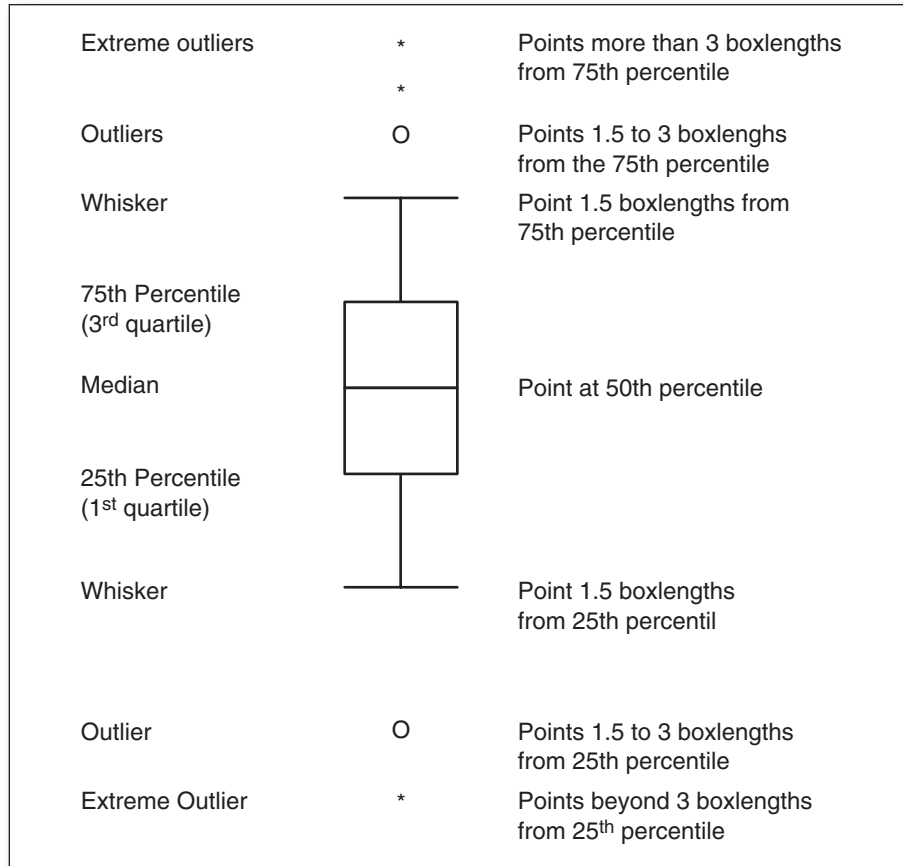 Extreme outliers * Points more than 3 boxlengths
from 75th percentile
*
Outliers O Points 1.5 to 3 boxlenghs
from the 75th percentile
Whisker Point 1.5 boxlengths from
75th percentile
75th Percentile
(3rd quartile)
Median Point at 50th percentile
25th Percentile
(1st quartile)
Whisker Point 1.5 boxlengths
from 25th percentil
Outlier O Points 1.5 to 3 boxlengths
from 25th percentile
Extreme Outlier * Points beyond 3 boxlengths
from 25th percentile